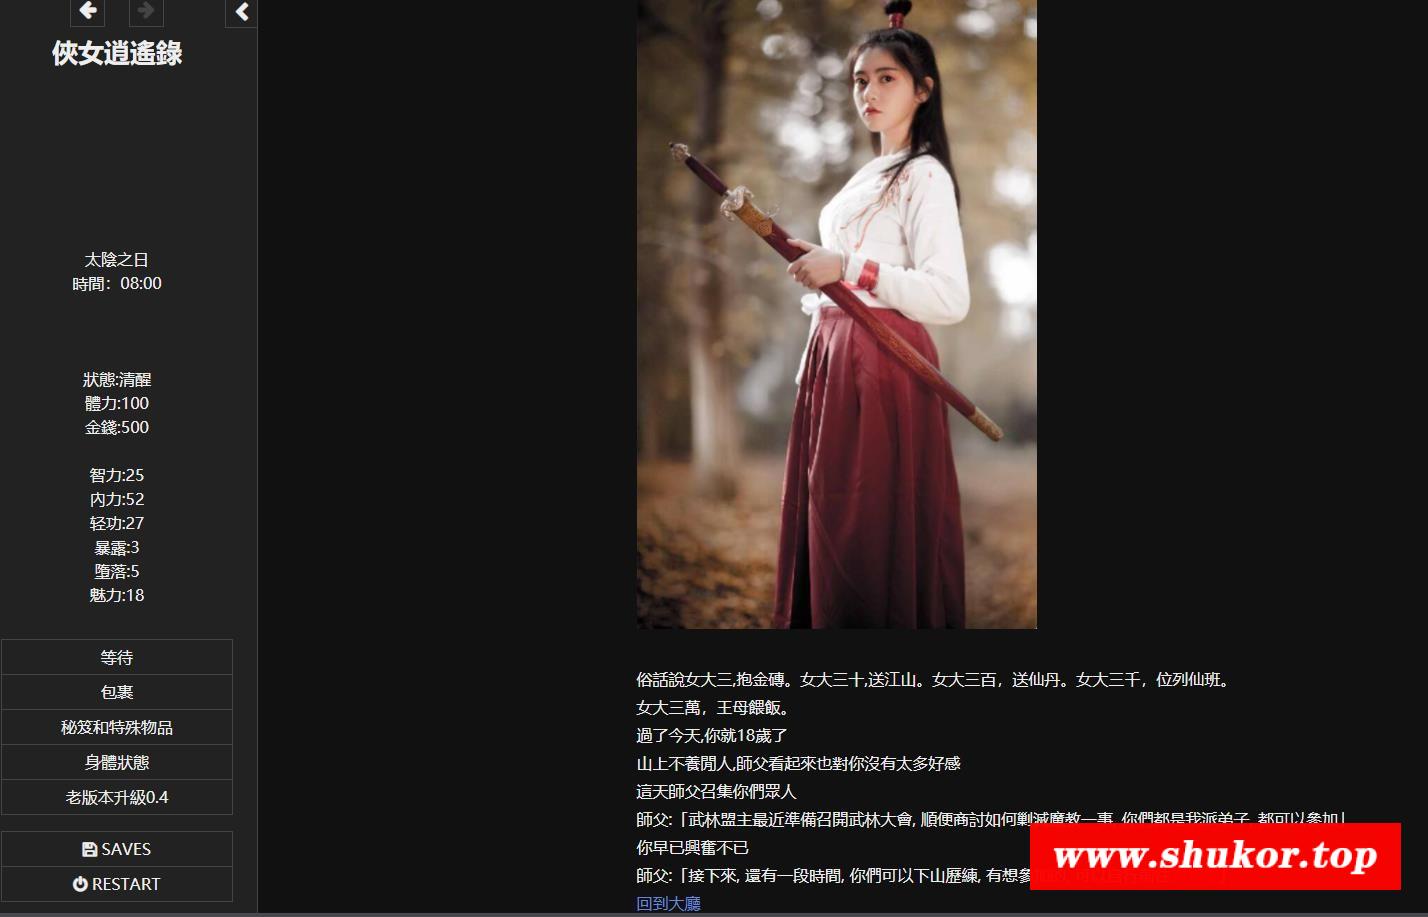 俠女逍遙錄
太陰之日
時間：08:00
狀態:清醒
體力:100
金錢:500
智力:25
內力:52
轻功:27
暴露:3
墮落:5
魅力:18
等待
包裹
秘笈和特殊物品
身體狀態
老版本升級0.4
SAVES
RESTART
俗話說女大三,抱金磚。女大三十,送江山。女大三百，送仙丹。女大三千，位列仙班。
女大三萬，王母餵飯。
過了今天,你就18歲了
山上不養閒人,師父看起來也對你沒有太多好感
這天師父召集你們眾人
師父:「武林盟主最近準備召開武林大會, 順便商討如何剿滅魔教一事, 你們都是我派弟子, 都可以參加」
你早已興奮不已
師父:「接下來, 還有一段時間, 你們可以下山歷練, 有想參
回到大廳
www.shukor.top